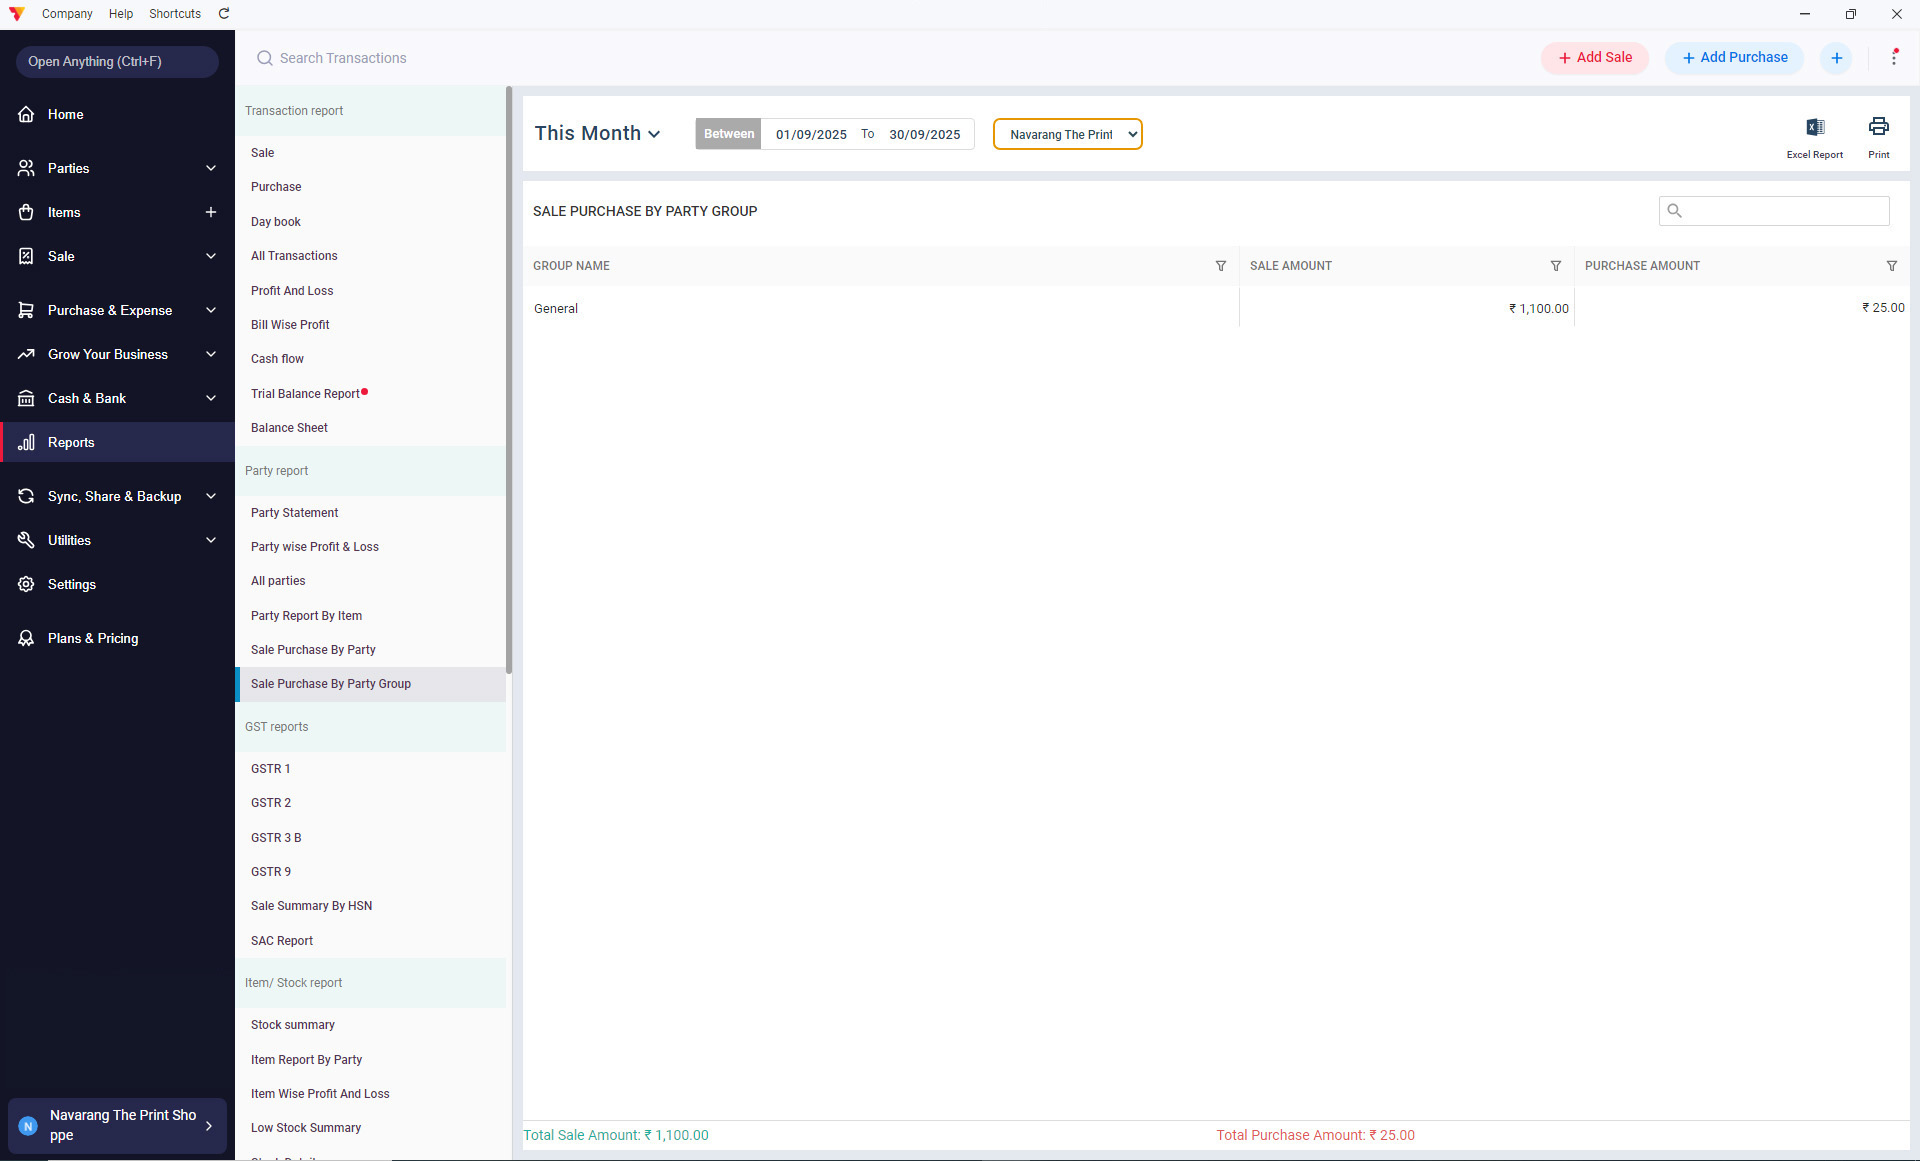 Company Help Shortcuts
Open Anything (Ctrl+F)
Search Transactions
+ Add Sale
+ Add Purchase
Home
Parties
Items
Sale
Purchase & Expense
Grow Your Business
Cash & Bank
Reports
Sync, Share & Backup
Utilities
Settings
Plans & Pricing
N
Navarang The Print Sho
ppe
Transaction report
Sale
Purchase
Day book
All Transactions
Profit And Loss
Bill Wise Profit
Cash flow
Trial Balance Report
Balance Sheet
Party report
Party Statement
Party wise Profit & Loss
All parties
Party Report By Item
Sale Purchase By Party
Sale Purchase By Party Group
GST reports
GSTR 1
GSTR 2
GSTR 3 B
GSTR 9
Sale Summary By HSN
SAC Report
Item/ Stock report
Stock summary
Item Report By Party
Item Wise Profit And Loss
Low Stock Summary
This Month
Between 01/09/2025 To 30/09/2025
Navarang The Print
Excel Report
Print
SALE PURCHASE BY PARTY GROUP
GROUP NAME SALE AMOUNT PURCHASE AMOUNT
General ₹ 1,100.00 ₹ 25.00
Total Sale Amount: ₹ 1,100.00 Total Purchase Amount: ₹ 25.00